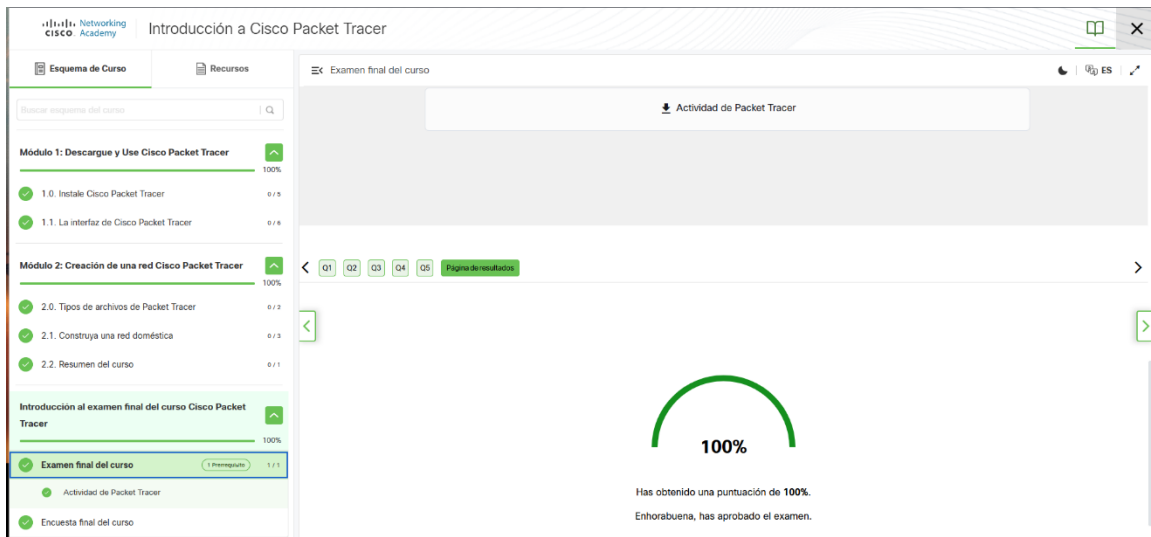 Networking
CISCO. Academy
Introducción a Cisco Packet Tracer
Esquema de Curso
Recursos
Buscar esquema del curso
Módulo 1: Descargue y Use Cisco Packet Tracer
100%
1.0. Instale Cisco Packet Tracer
0 / 5
1.1. La interfaz de Cisco Packet Tracer
0 / 6
Módulo 2: Creación de una red Cisco Packet Tracer
100%
2.0. Tipos de archivos de Packet Tracer
0 / 2
2.1. Construya una red doméstica
0 / 3
2.2. Resumen del curso
0 / 1
Introducción al examen final del curso Cisco Packet
Tracer
100%
Examen final del curso
1 Prerrequisito
1 / 1
Actividad de Packet Tracer
Encuesta final del curso
Examen final del curso
ES
Actividad de Packet Tracer
Q1 Q2 Q3 Q4 Q5 Página de resultados
100%
Has obtenido una puntuación de 100%.
Enhorabuena, has aprobado el examen.